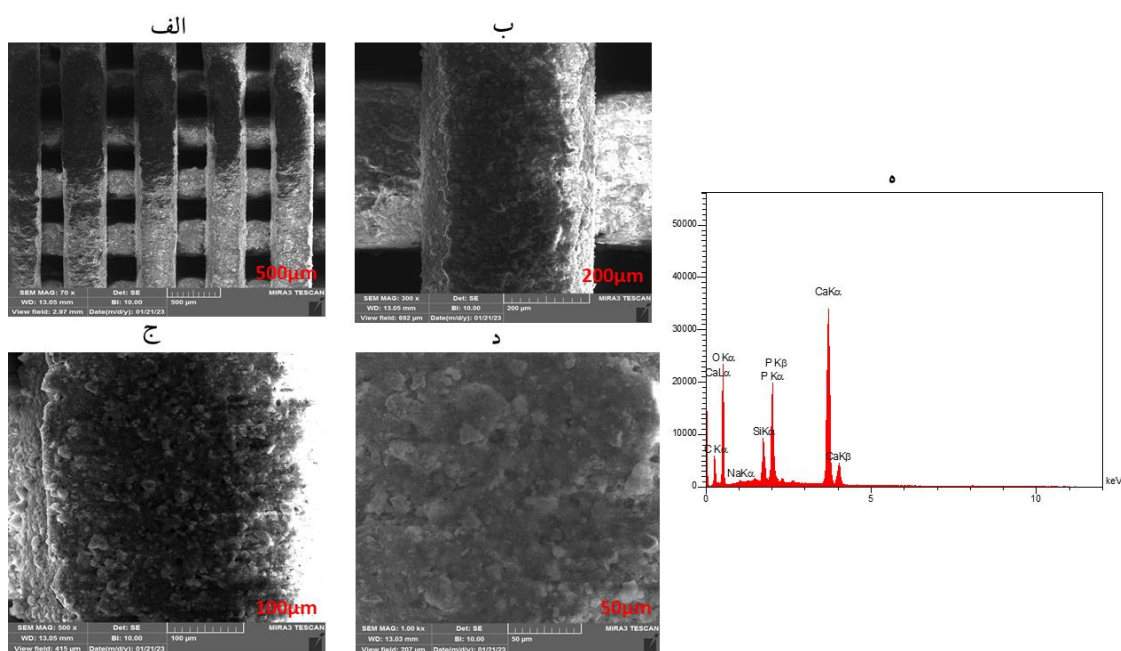 الف
500µm
SEM MAG: 70 x Det: SE MIRA3 TESCAN
WD: 13.05 mm BI: 10.00 500 µm
View field: 2.97 mm Date(m/d/y): 01/21/23
ب
200µm
SEM MAG: 300 x Det: SE MIRA3 TESCAN
WD: 13.05 mm BI: 10.00 200 µm
View field: 692 µm Date(m/d/y): 01/21/23
ج
100µm
SEM MAG: 500 x Det: SE MIRA3 TESCAN
WD: 13.05 mm BI: 10.00 100 µm
View field: 415 µm Date(m/d/y): 01/21/23
د
50µm
SEM MAG: 1.00 kx Det: SE MIRA3 TESCAN
WD: 13.03 mm BI: 10.00 50 µm
View field: 207 µm Date(m/d/y): 01/21/23
ه
50000
40000
30000
20000
10000
0
CaKα
O Kα
CaLα
P Kβ
P Kα
SiKα
C Kα
NaKα
CaKβ
0 5 10 keV